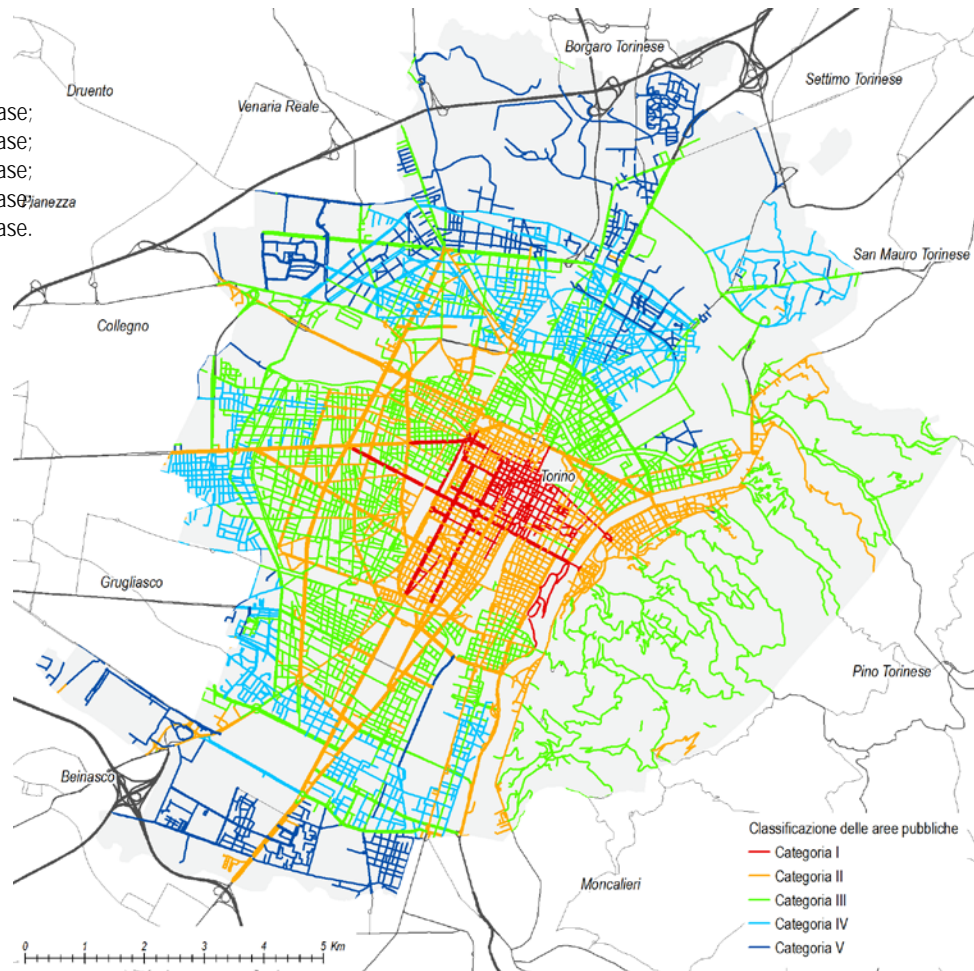 Borgaro Torinese
Settimo Torinese
Druento
Venaria Reale
ase;
ase;
ase;
ase;
Pianezza
ase.
San Mauro Torinese
Collegno
Torino
Grugliasco
Pino Torinese
Beinasco
Moncalieri
Classificazione delle aree pubbliche
Categoria I
Categoria II
Categoria III
Categoria IV
Categoria V
0 1 2 3 4 5 Km